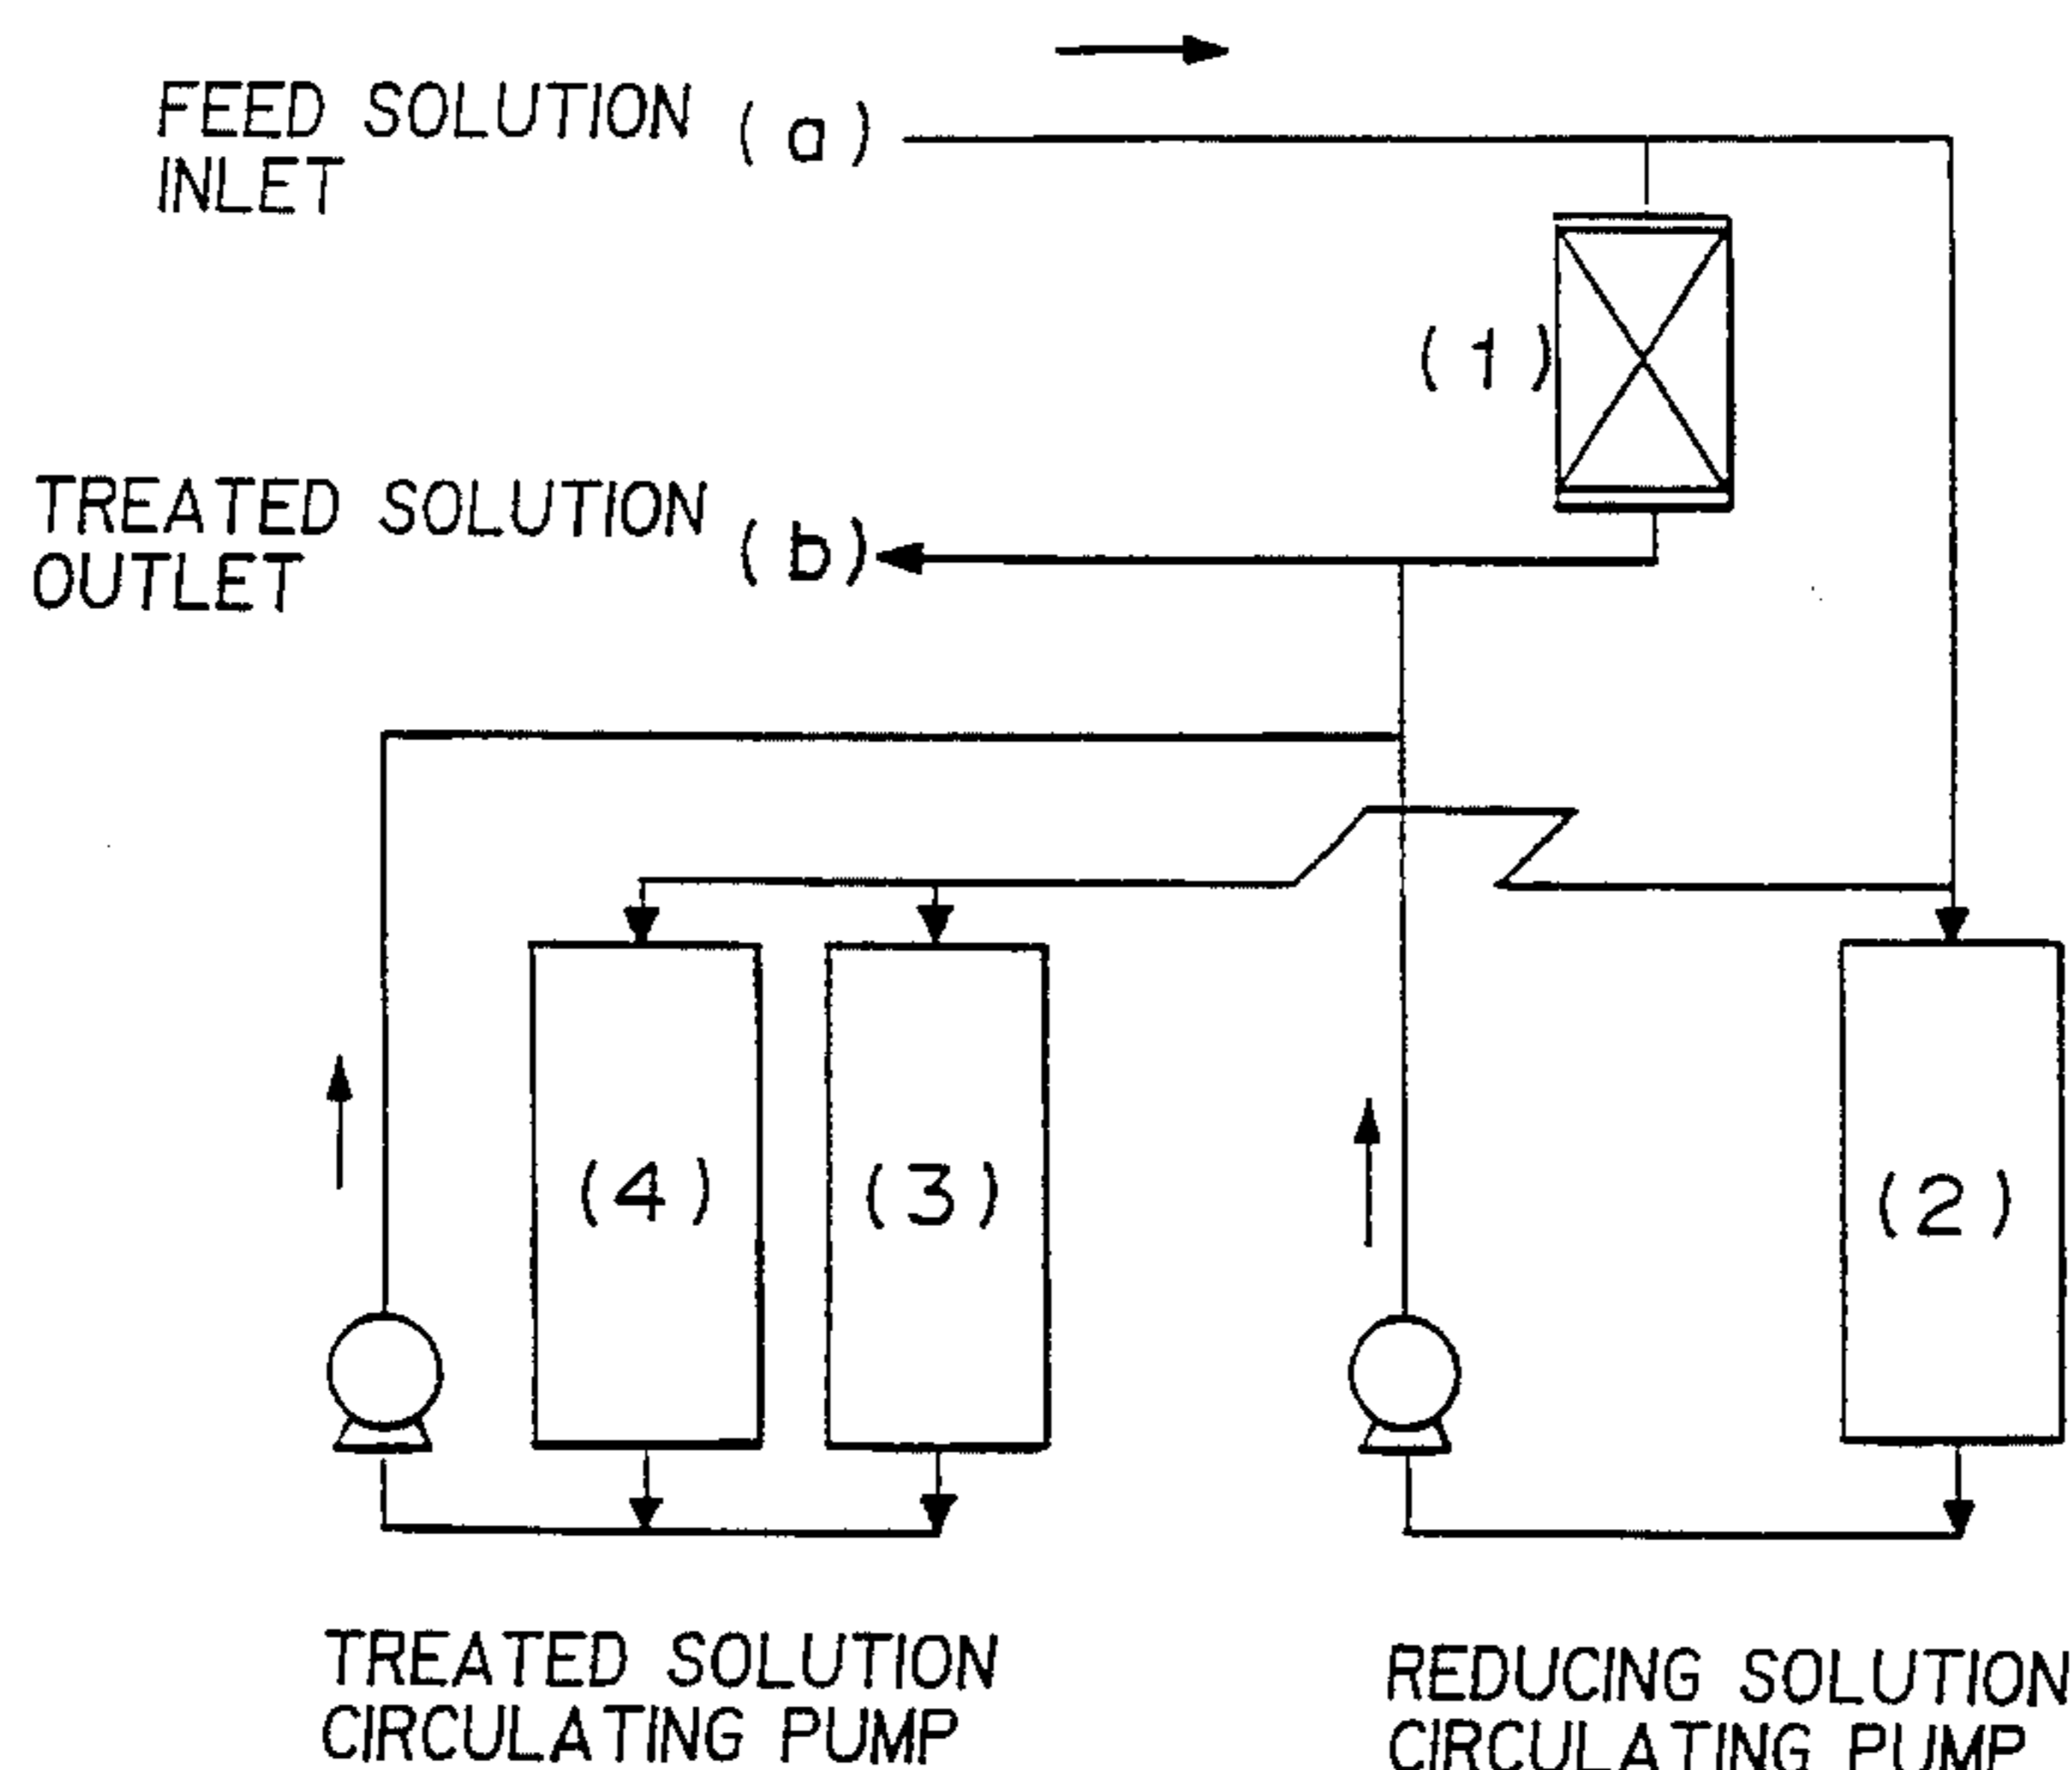 FEED SOLUTION (a)
INLET
(1)
TREATED SOLUTION (b)
OUTLET
(4)
(3)
(2)
TREATED SOLUTION
CIRCULATING PUMP
REDUCING SOLUTION
CIRCULATING PUMP